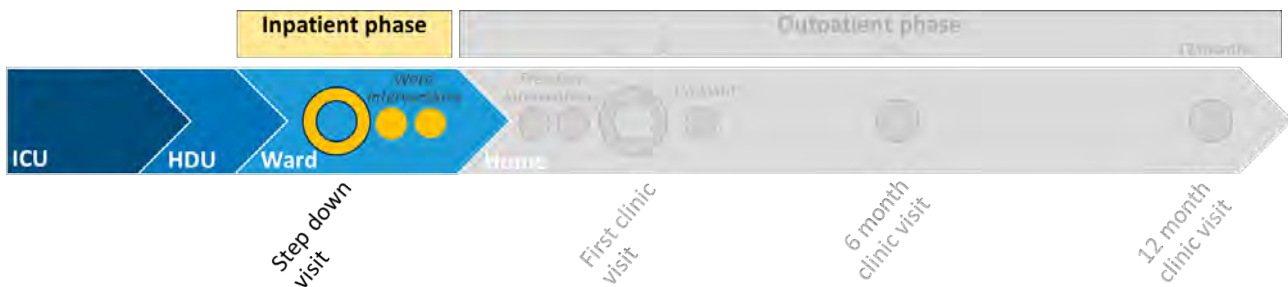 Inpatient phase
Outpatient phase
12 months
Ward
interventions
ICU
HDU
Ward
Home
Step down
visit
First clinic
visit
6 month
clinic visit
12 month
clinic visit